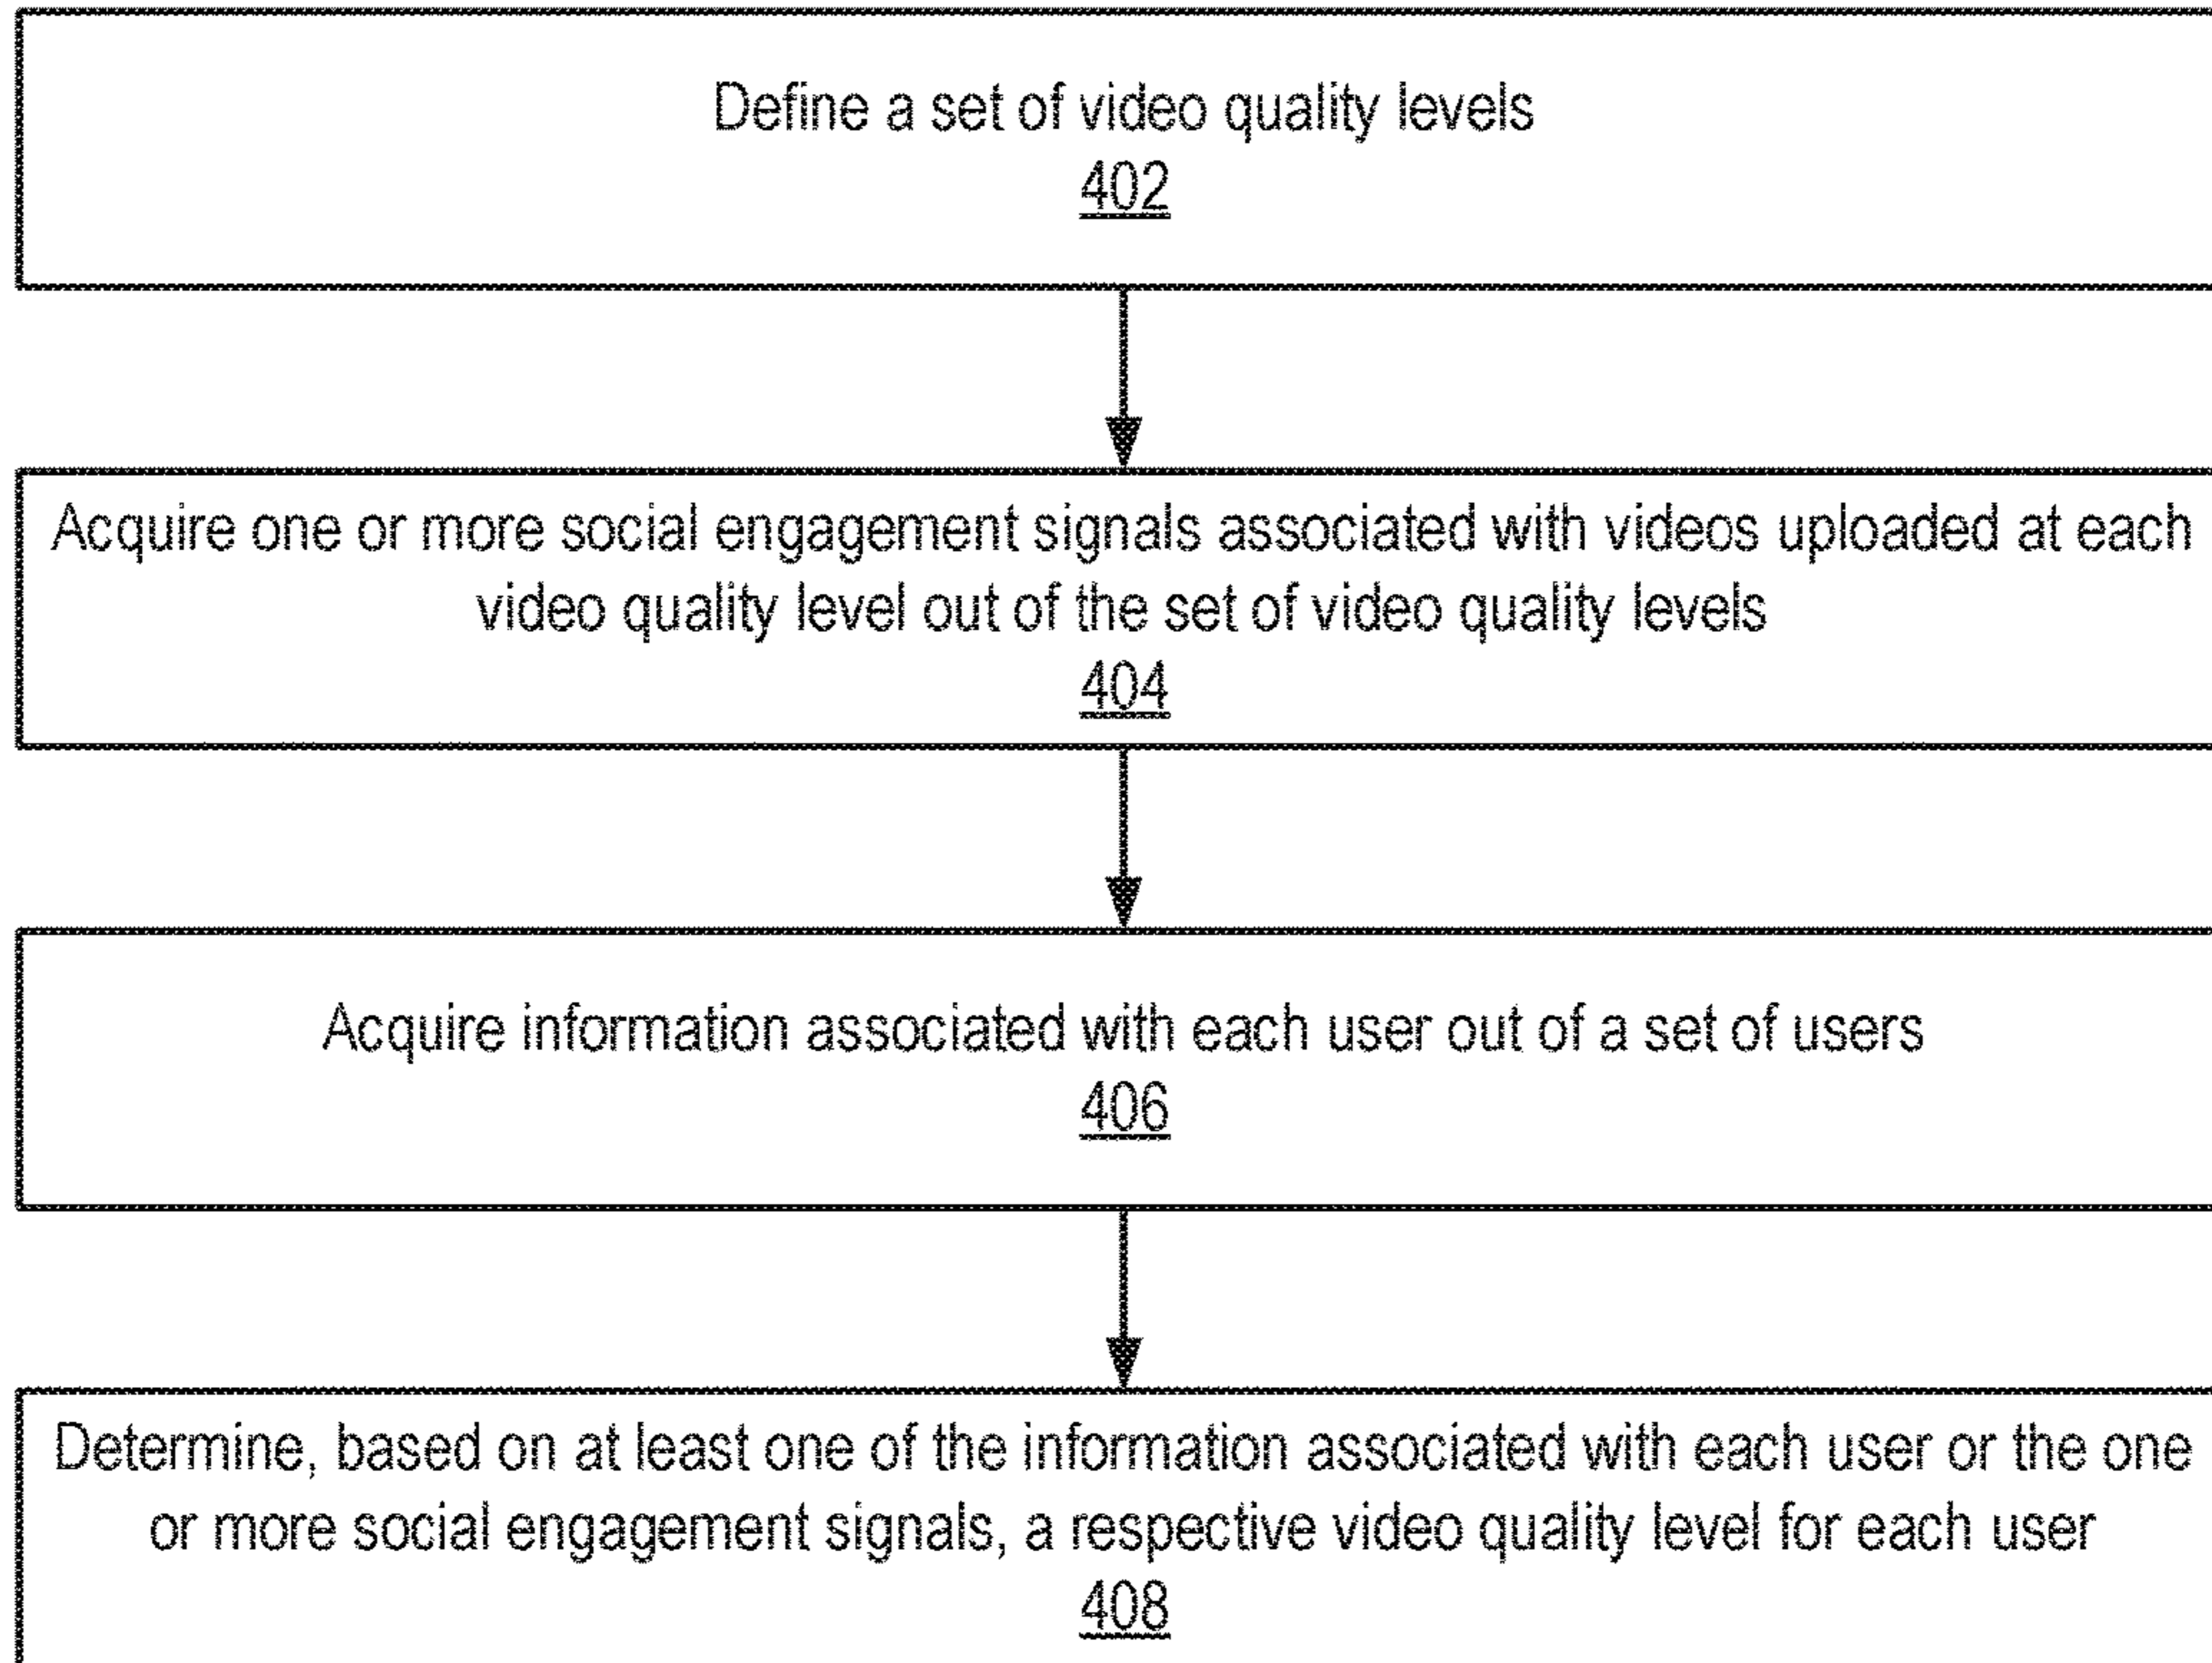 Define a set of video quality levels
402
Acquire one or more social engagement signals associated with videos uploaded at each
video quality level out of the set of video quality levels
404
Acquire information associated with each user out of a set of users
406
Determine, based on at least one of the information associated with each user or the one
or more social engagement signals, a respective video quality level for each user
408